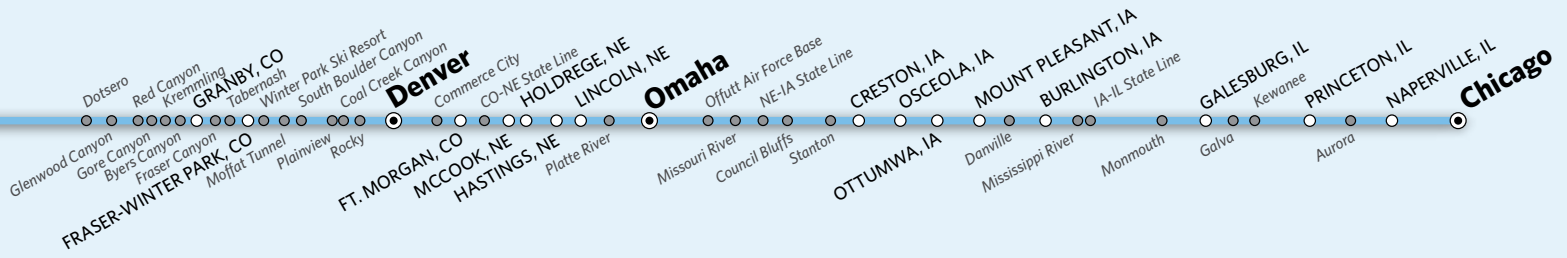 Dotsero
Red Canyon
Kremmling
GRANBY, CO
Tabernash
Winter Park Ski Resort
South Boulder Canyon
Coal Creek Canyon
Denver
Commerce City
CO-NE State Line
HOLDREGE, NE
LINCOLN, NE
Omaha
Offutt Air Force Base
NE-IA State Line
CRESTON, IA
OSCEOLA, IA
MOUNT PLEASANT, IA
BURLINGTON, IA
IA-IL State Line
GALESBURG, IL
Kewanee
PRINCETON, IL
NAPERVILLE, IL
Chicago
Glenwood Canyon
Gore Canyon
Byers Canyon
Fraser Canyon
FRASER-WINTER PARK, CO
Moffat Tunnel
Plainview
Rocky
FT. MORGAN, CO
MCCOOK, NE
HASTINGS, NE
Platte River
Missouri River
Council Bluffs
Stanton
OTTUMWA, IA
Danville
Mississippi River
Monmouth
Galva
Aurora